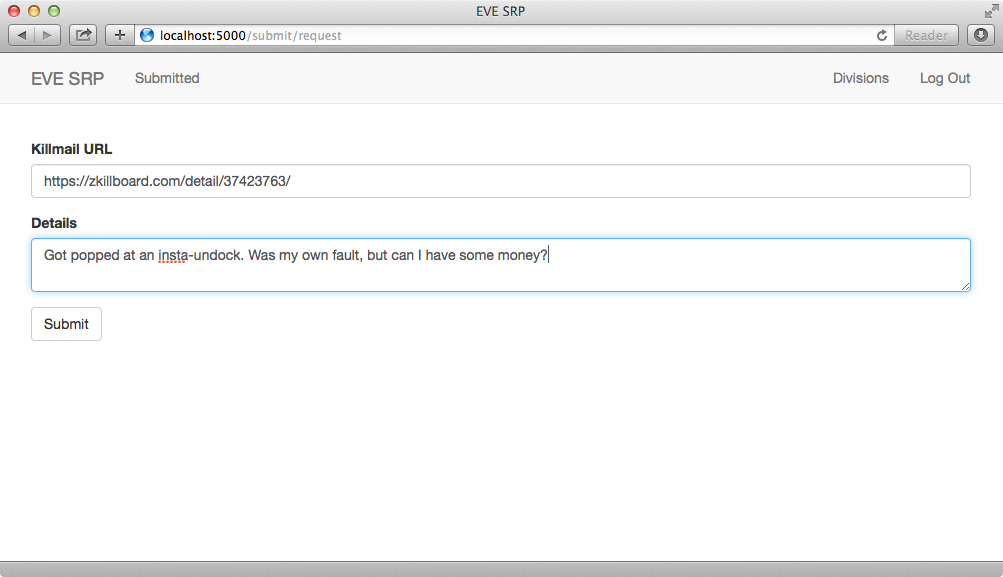 EVE SRP
localhost:5000/submit/request
Reader
EVE SRP Submitted Divisions Log Out
Killmail URL
https://zkillboard.com/detail/37423763/
Details
Got popped at an insta-undock. Was my own fault, but can I have some money?
Submit